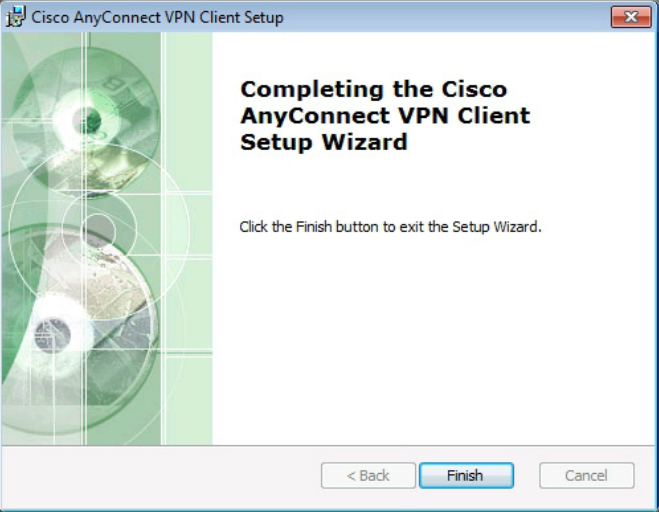 Cisco AnyConnect VPN Client Setup
Completing the Cisco
AnyConnect VPN Client
Setup Wizard
Click the Finish button to exit the Setup Wizard.
< Back Finish Cancel